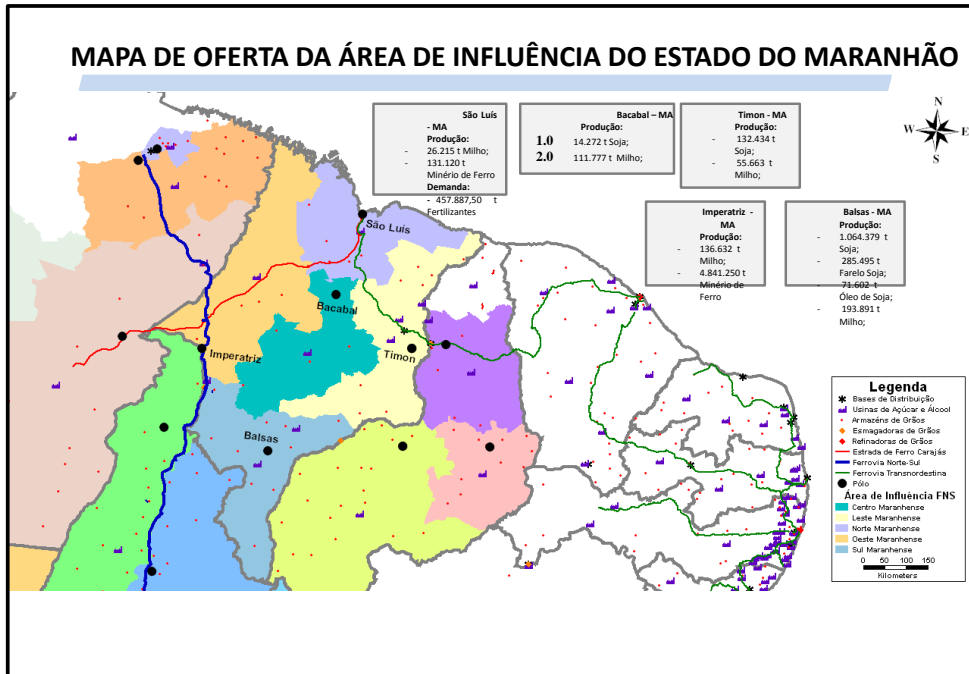 MAPA DE OFERTA DA ÁREA DE INFLUÊNCIA DO ESTADO DO MARANHÃO
São Luís
- MA
Produção:
- 26.215 t Milho;
- 131.120 t
Minério de Ferro
Demanda:
- 457.887,50 t
Fertilizantes
Bacabal – MA
Produção:
1.0 14.272 t Soja;
2.0 111.777 t Milho;
Timon - MA
Produção:
- 132.434 t
Soja;
- 55.663 t
Milho;
Imperatriz -
MA
Produção:
- 136.632 t
Milho;
- 4.841.250 t
Minério de
Ferro
Balsas - MA
Produção:
- 1.064.379 t
Soja;
- 285.495 t
Farelo Soja;
- 71.602 t
Óleo de Soja;
- 193.891 t
Milho;
N
W E
S
São Luís
Bacabal
Imperatriz
Timon
Balsas
Legenda
Bases de Distribuição
Usinas de Açúcar e Álcool
Armazéns de Grãos
Esmagadoras de Grãos
Refinadoras de Grãos
Estrada de Ferro Carajás
Ferrovia Norte-Sul
Ferrovia Transnordestina
Pólo
Área de Influência FNS
Centro Maranhense
Leste Maranhense
Norte Maranhense
Oeste Maranhense
Sul Maranhense
0 50 100 150
Kilometers